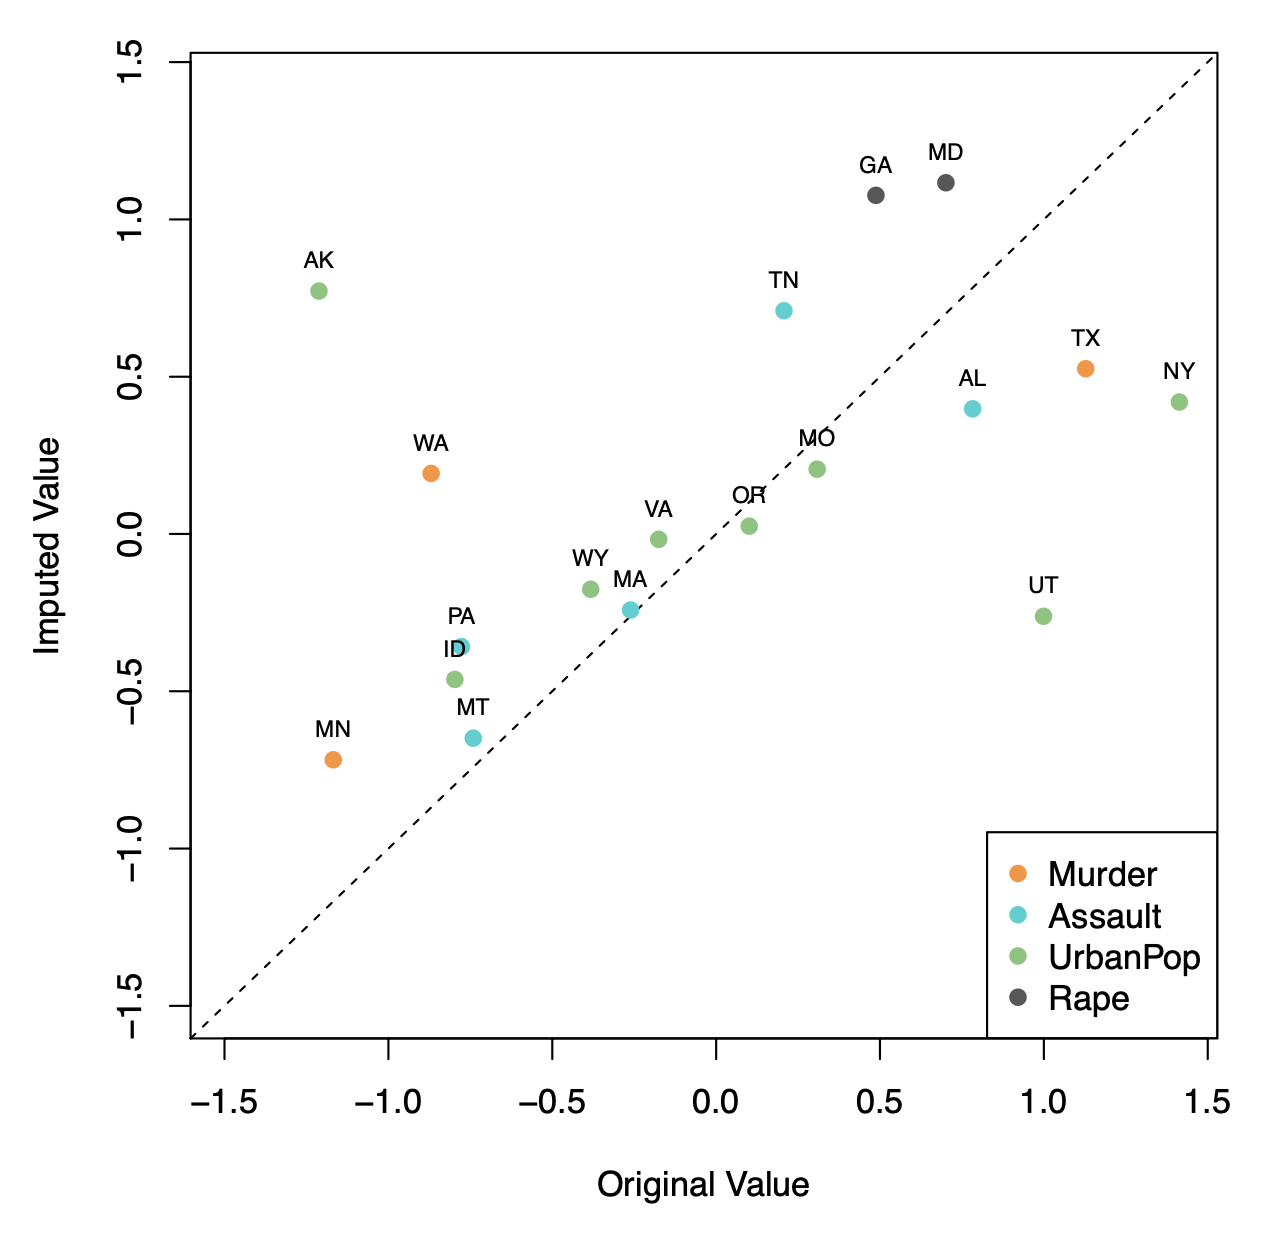 1.5
1.0
0.5
0.0
−0.5
−1.0
−1.5
Imputed Value
MD
GA
AK
TN
TX
NY
AL
MO
WA
OR
VA
WY
MA
UT
PA
ID
MT
MN
Murder
Assault
UrbanPop
Rape
−1.5 −1.0 −0.5 0.0 0.5 1.0 1.5
Original Value